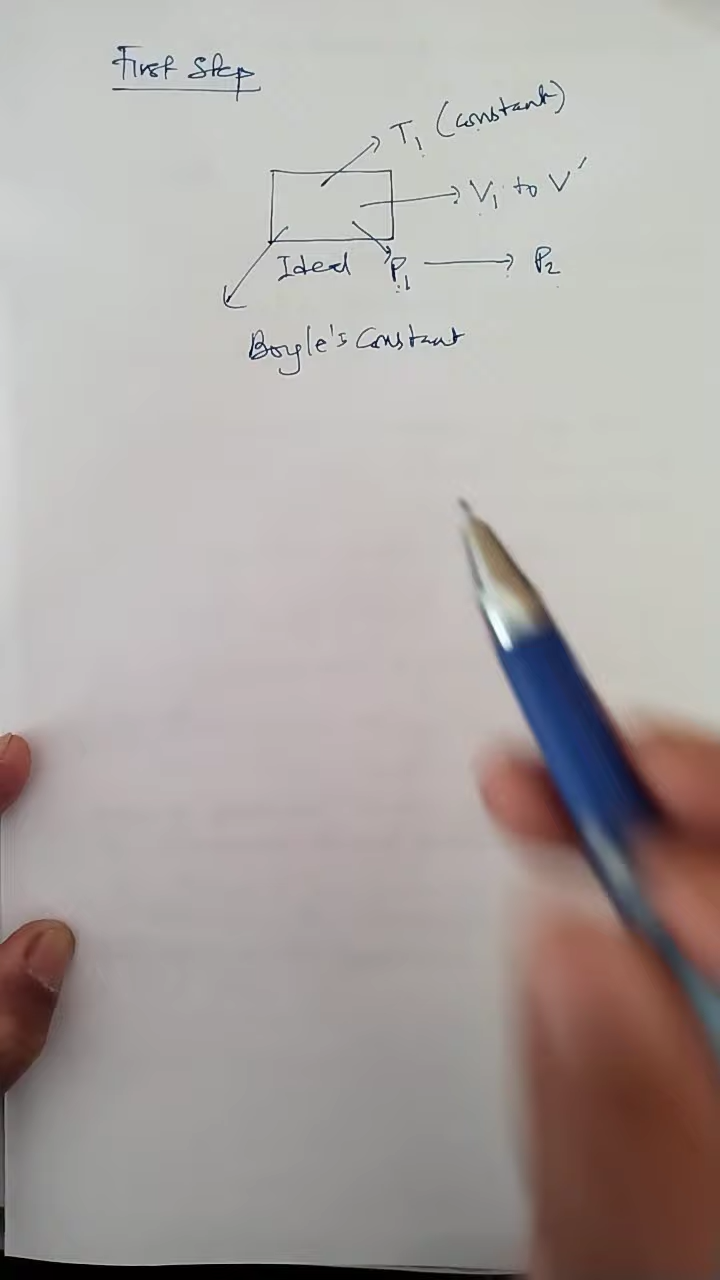 First Step
T₁ (constant)
V₁ to V′
Ideal P₁ → P₂
Boyle's Constant